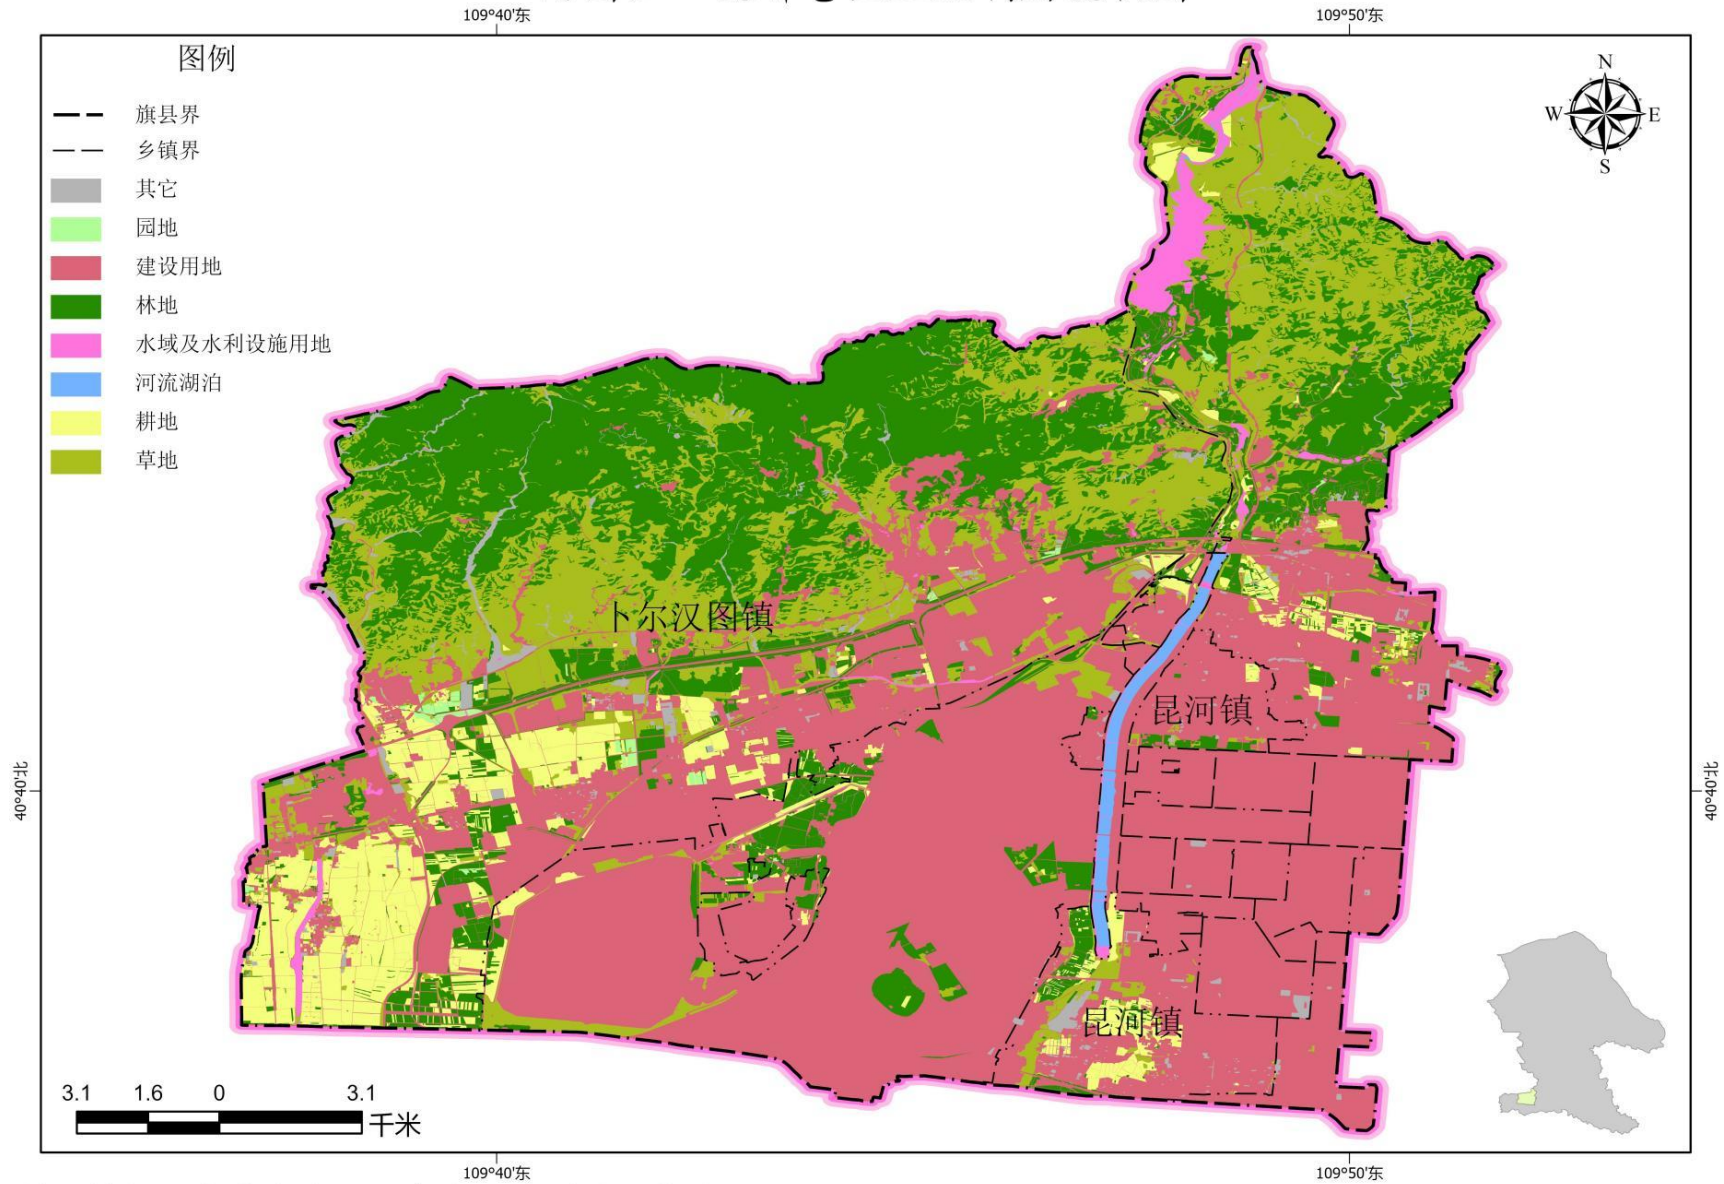 109°40'东
109°50'东
图例
旗县界
乡镇界
其它
园地
建设用地
林地
水域及水利设施用地
河流湖泊
耕地
草地
N
W
E
S
卜尔汉图镇
昆河镇
40°40'北
40°40'北
昆河镇
3.1 1.6 0 3.1
千米
109°40'东
109°50'东